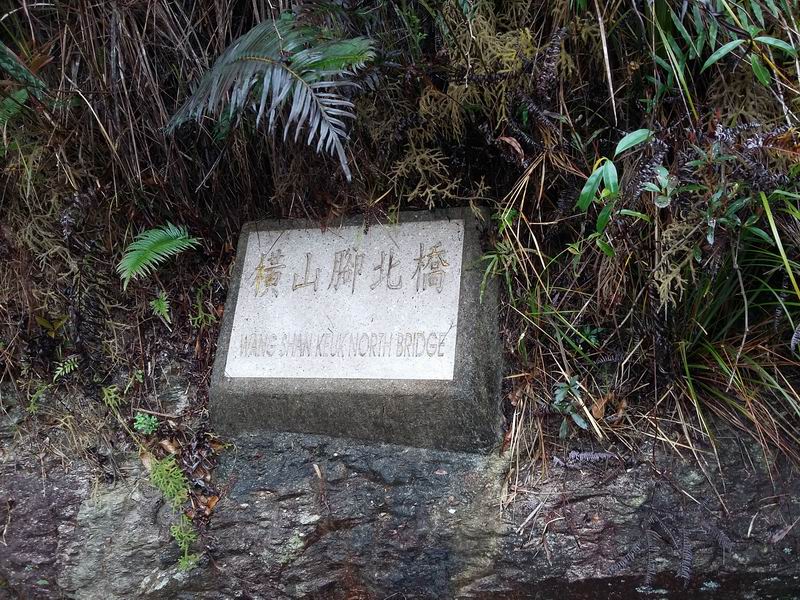 橫山腳北橋
WANG SHAN KEUK NORTH BRIDGE